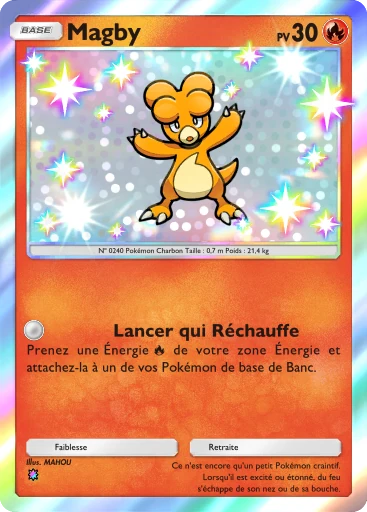 BASE Magby PV 30
N° 0240 Pokémon Charbon Taille : 0,7 m Poids : 21,4 kg
Lancer qui Réchauffe
Prenez une Énergie de votre zone Énergie et
attachez-la à un de vos Pokémon de base de Banc.
Faiblesse Retraite
Illus. MAHOU
Ce n'est encore qu'un petit Pokémon craintif.
Lorsqu'il est excité ou étonné, du feu
s'échappe de son nez ou de sa bouche.